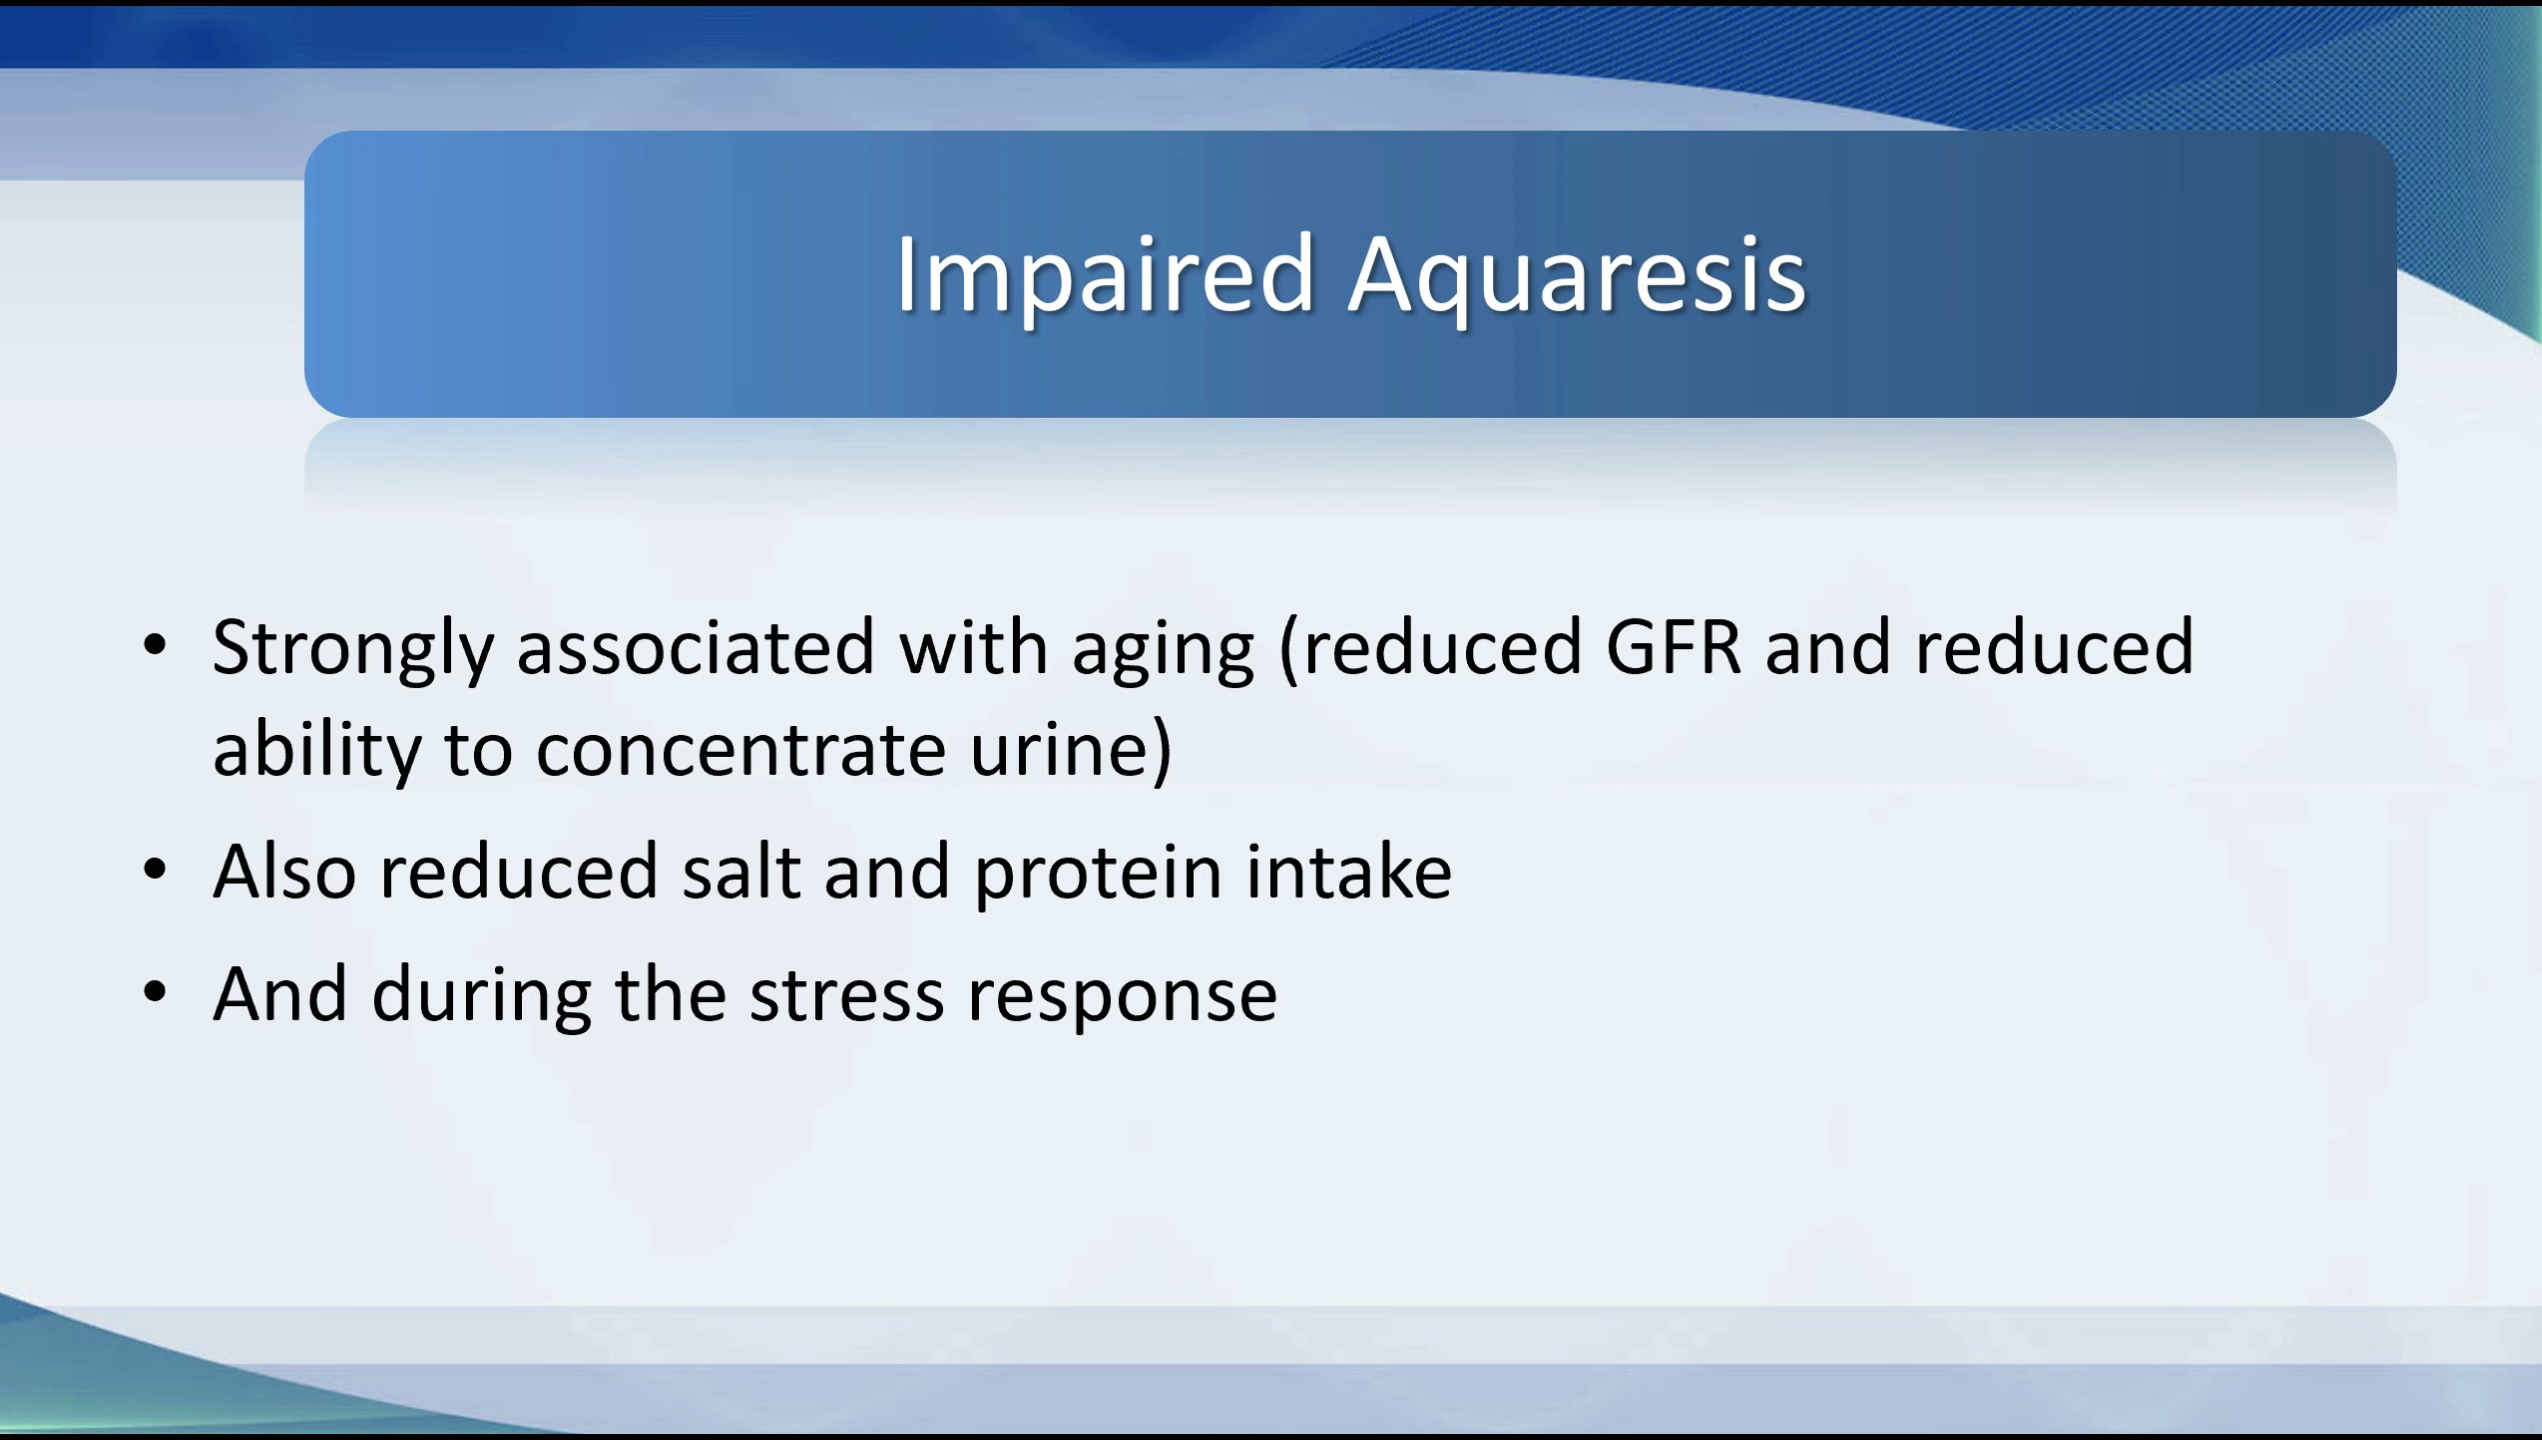 Impaired Aquaresis
• Strongly associated with aging (reduced GFR and reduced
ability to concentrate urine)
• Also reduced salt and protein intake
• And during the stress response